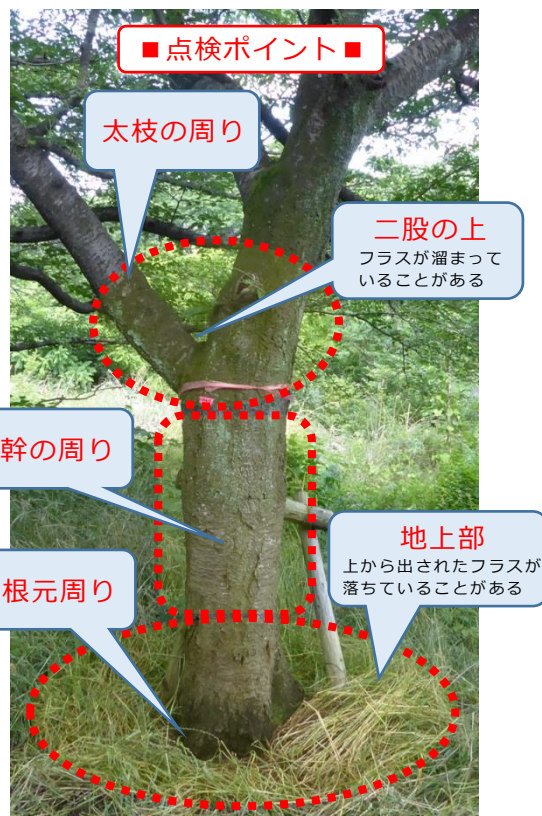 ■点検ポイント■
太枝の周り
二股の上
フラスが溜まって
いることがある
幹の周り
地上部
上から出されたフラスが
落ちていることがある
根元周り